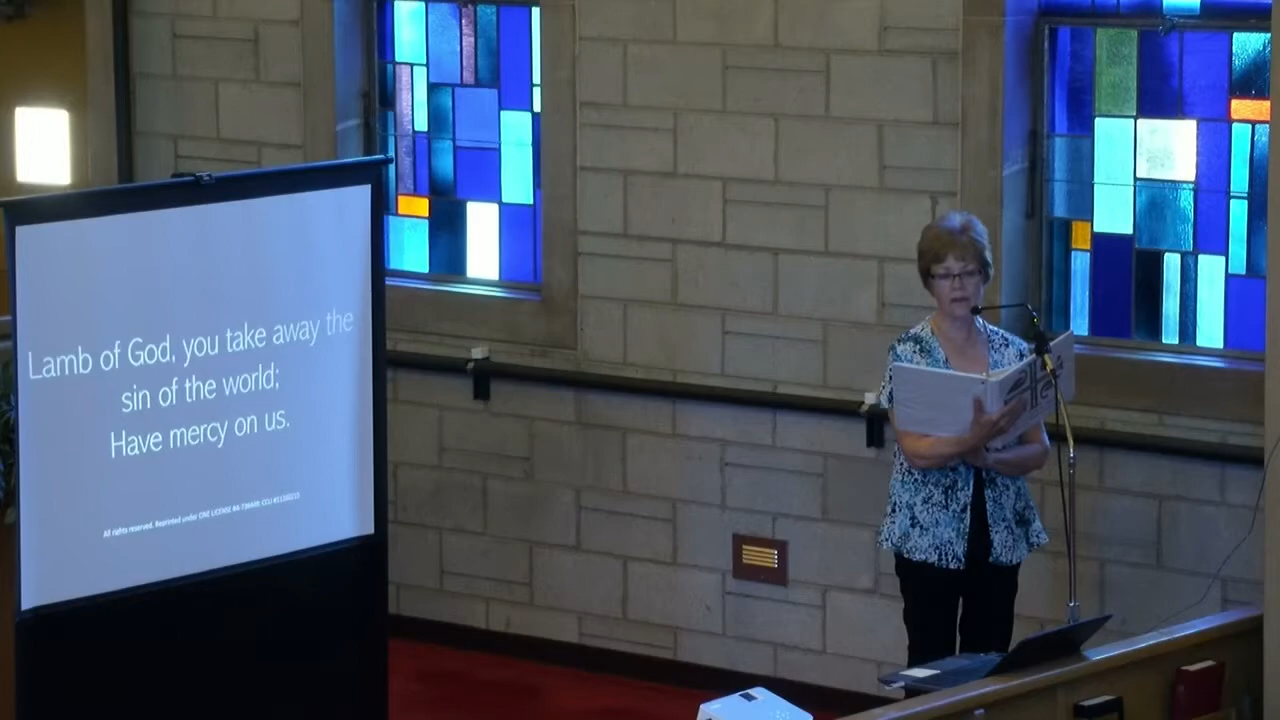 Lamb of God, you take away the
sin of the world;
Have mercy on us.
All rights reserved. Reprinted under ONE LICENSE